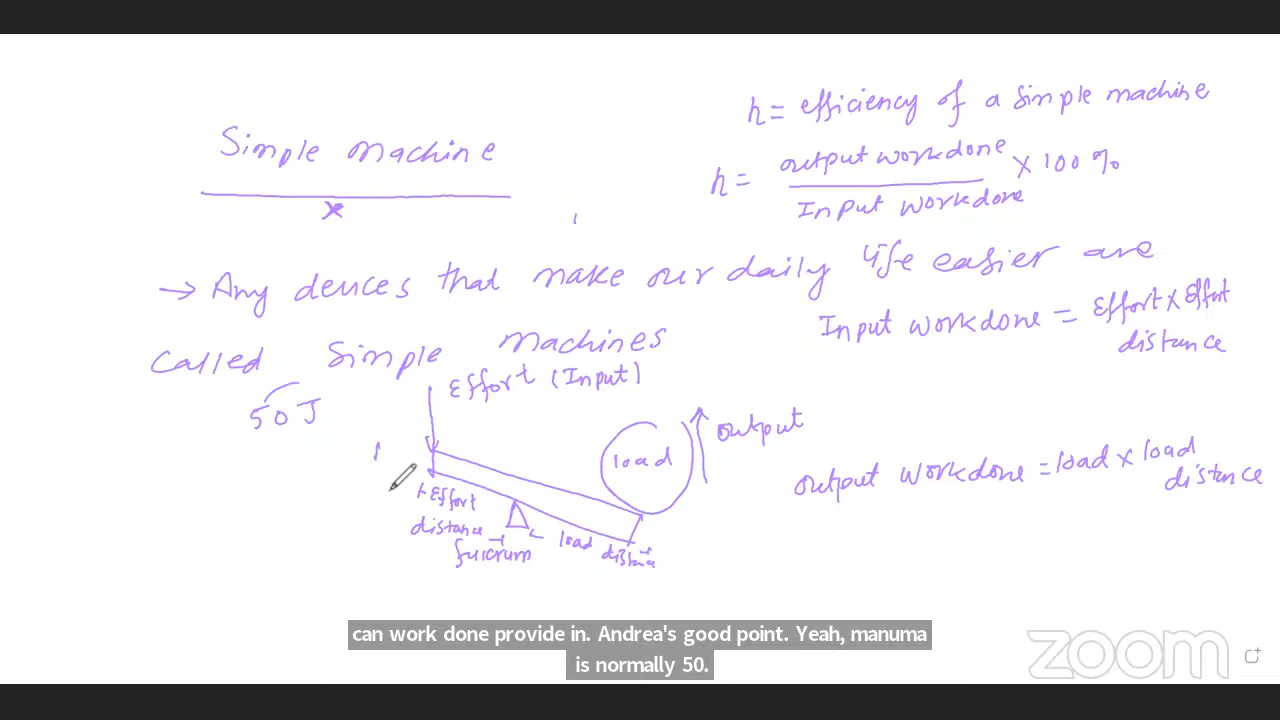 h = efficiency of a simple machine
Simple machine
h = output workdone / Input workdone × 100 %
→ Any devices that make our daily life easier are
called simple machines
Input workdone = Effort × Effort distance
50 J
Effort (Input)
load
output
output workdone = load × load distance
Effort distance
fulcrum
load distance
can work done provide in. Andrea's good point. Yeah, manuma
is normally 50.
zoom